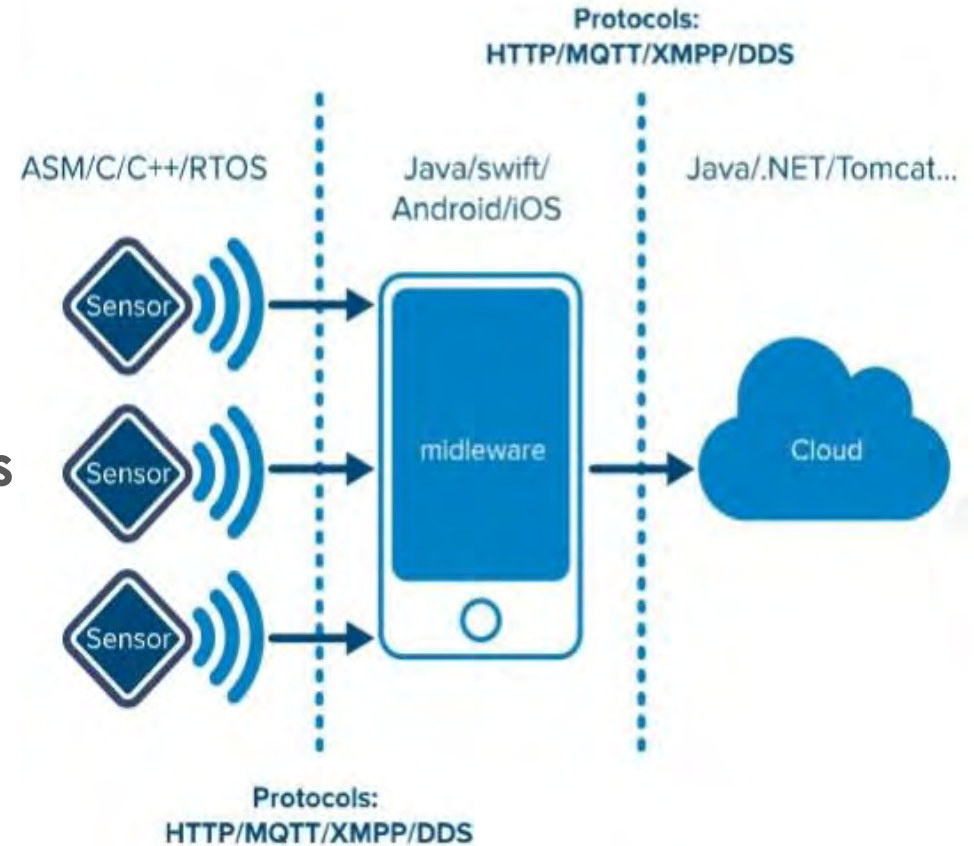 Protocols:
HTTP/MQTT/XMPP/DDS
ASM/C/C++/RTOS
Java/swift/
Android/iOS
Java/.NET/Tomcat...
Sensor
Sensor
s
midleware
Cloud
Sensor
Protocols:
HTTP/MQTT/XMPP/DDS